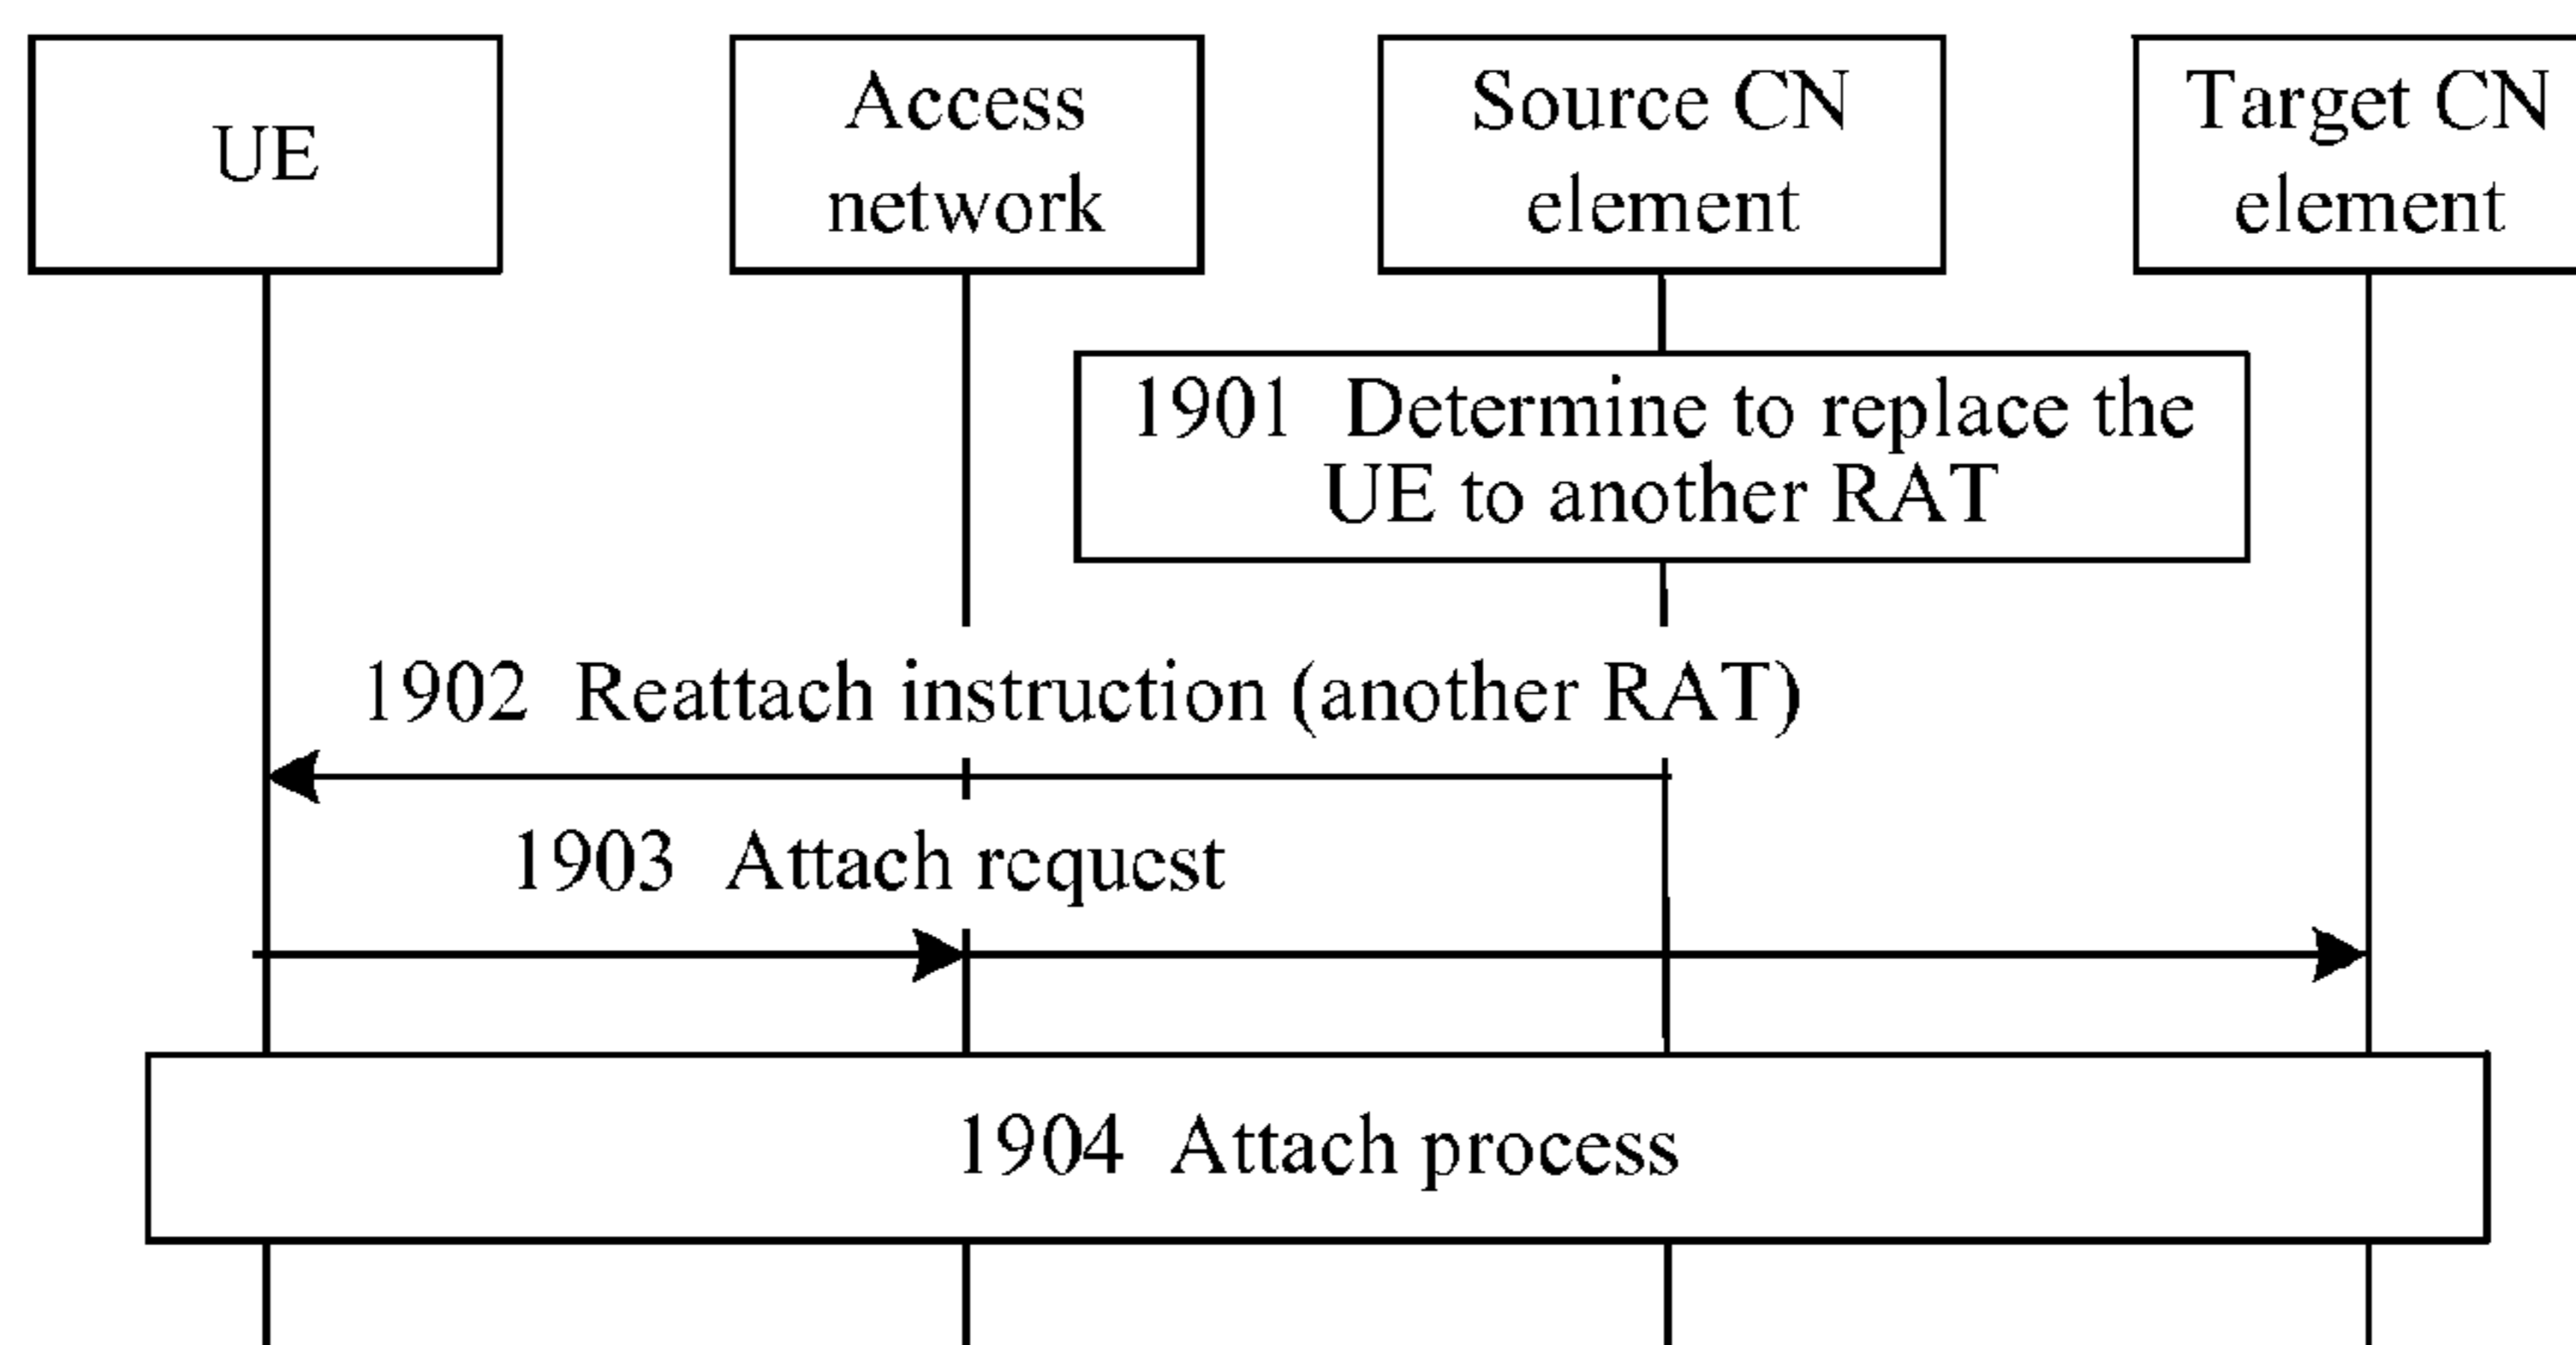 UE
Access
network
Source CN
element
Target CN
element
1901 Determine to replace the
UE to another RAT
1902 Reattach instruction (another RAT)
1903 Attach request
1904 Attach process